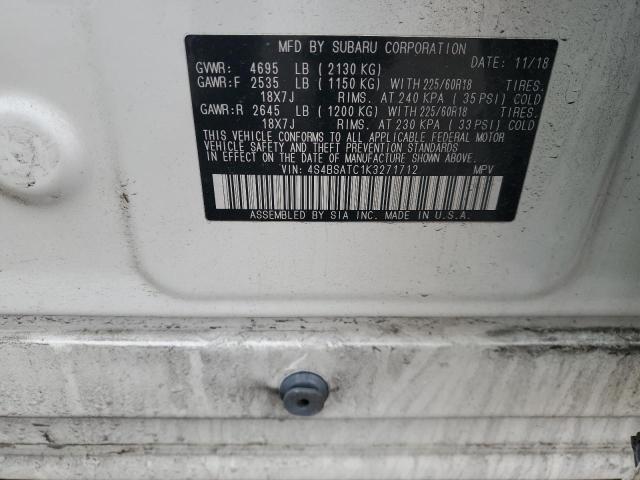 MFD BY SUBARU CORPORATION
DATE: 11/18
GVWR: 4695 LB ( 2130 KG)
GAWR:F 2535 LB ( 1150 KG) WITH 225/60R18 TIRES.
18X7J RIMS. AT 240 KPA ( 35 PSI) COLD
GAWR:R 2645 LB ( 1200 KG) WITH 225/60R18 TIRES.
18X7J RIMS. AT 230 KPA ( 33 PSI) COLD
THIS VEHICLE CONFORMS TO ALL APPLICABLE FEDERAL MOTOR
VEHICLE SAFETY, BUMPER, AND THEFT PREVENTION STANDARDS
IN EFFECT ON THE DATE OF MANUFACTURE SHOWN ABOVE.
VIN: 4S4BSATC1K3271712 MPV
ASSEMBLED BY SIA INC. MADE IN U.S.A.